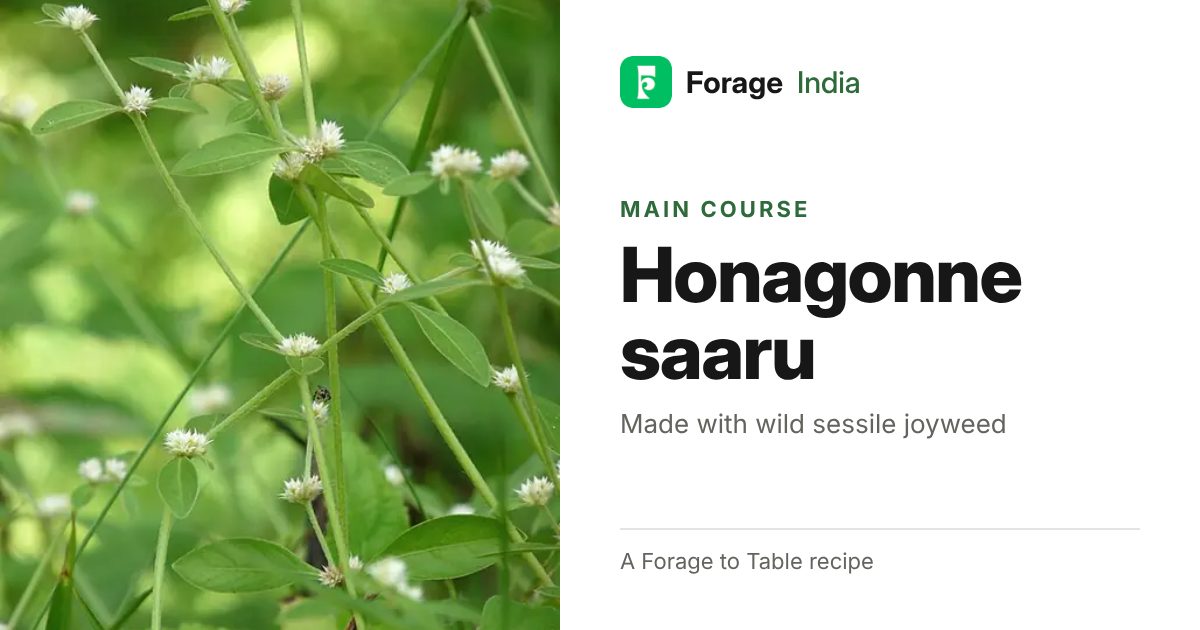 Forage India
MAIN COURSE
Honagonne
saaru
Made with wild sessile joyweed
A Forage to Table recipe